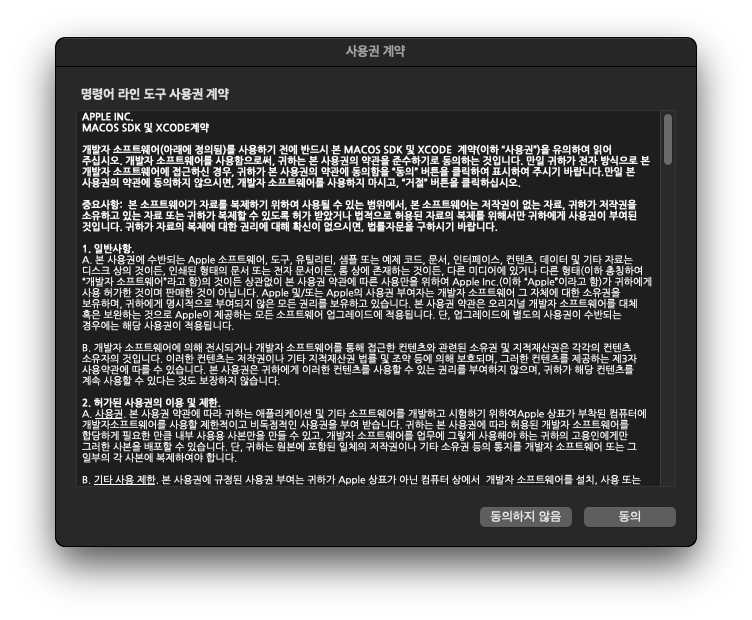 사용권 계약
명령어 라인 도구 사용권 계약
APPLE INC.
MACOS SDK 및 XCODE계약
개발자 소프트웨어(아래에 정의됨)를 사용하기 전에 반드시 본 MACOS SDK 및 XCODE  계약(이하 "사용권")을 유의하여 읽어
주십시오. 개발자 소프트웨어를 사용함으로써, 귀하는 본 사용권의 약관을 준수하기로 동의하는 것입니다. 만일 귀하가 전자 방식으로 본
개발자 소프트웨어에 접근하신 경우, 귀하가 본 사용권의 약관에 동의함을 "동의" 버튼을 클릭하여 표시하여 주시기 바랍니다.만일 본
사용권의 약관에 동의하지 않으시면, 개발자 소프트웨어를 사용하지 마시고, "거절" 버튼을 클릭하십시오.
중요사항:  본 소프트웨어가 자료를 복제하기 위하여 사용될 수 있는 범위에서, 본 소프트웨어는 저작권이 없는 자료, 귀하가 저작권을
소유하고 있는 자료 또는 귀하가 복제할 수 있도록 허가 받았거나 법적으로 허용된 자료의 복제를 위해서만 귀하에게 사용권이 부여된
것입니다. 귀하가 자료의 복제에 대한 권리에 대해 확신이 없으시면, 법률자문을 구하시기 바랍니다.
1. 일반사항.
A. 본 사용권에 수반되는 Apple 소프트웨어, 도구, 유틸리티, 샘플 또는 예제 코드, 문서, 인터페이스, 컨텐츠, 데이터 및 기타 자료는
디스크 상의 것이든, 인쇄된 형태의 문서 또는 전자 문서이든, 롬 상에 존재하는 것이든, 다른 미디어에 있거나 다른 형태(이하 총칭하여
"개발자 소프트웨어"라고 함)의 것이든 상관없이 본 사용권 약관에 따른 사용만을 위하여 Apple Inc.(이하 "Apple"이라고 함)가 귀하에게
사용 허가한 것이며 판매한 것이 아닙니다. Apple 및/또는 Apple의 사용권 부여자는 개발자 소프트웨어 그 자체에 대한 소유권을
보유하며, 귀하에게 명시적으로 부여되지 않은 모든 권리를 보유하고 있습니다. 본 사용권 약관은 오리지널 개발자 소프트웨어를 대체
혹은 보완하는 것으로 Apple이 제공하는 모든 소프트웨어 업그레이드에 적용됩니다. 단, 업그레이드에 별도의 사용권이 수반되는
경우에는 해당 사용권이 적용됩니다.
B. 개발자 소프트웨어에 의해 전시되거나 개발자 소프트웨어를 통해 접근한 컨텐츠와 관련된 소유권 및 지적재산권은 각각의 컨텐츠
소유자의 것입니다. 이러한 컨텐츠는 저작권이나 기타 지적재산권 법률 및 조약 등에 의해 보호되며, 그러한 컨텐츠를 제공하는 제3자
사용약관에 따를 수 있습니다. 본 사용권은 귀하에게 이러한 컨텐츠를 사용할 수 있는 권리를 부여하지 않으며, 귀하가 해당 컨텐츠를
계속 사용할 수 있다는 것도 보장하지 않습니다.
2. 허가된 사용권의 이용 및 제한.
A. 사용권. 본 사용권 약관에 따라 귀하는 애플리케이션 및 기타 소프트웨어를 개발하고 시험하기 위하여Apple 상표가 부착된 컴퓨터에
개발자소프트웨어를 사용할 제한적이고 비독점적인 사용권을 부여 받습니다. 귀하는 본 사용권에 따라 허용된 개발자 소프트웨어를
합당하게 필요한 만큼 내부 사용용 사본만을 만들 수 있고, 개발자 소프트웨어를 업무에 그렇게 사용해야 하는 귀하의 고용인에게만
그러한 사본을 배포할 수 있습니다. 단, 귀하는 원본에 포함된 일체의 저작권이나 기타 소유권 등의 통지를 개발자 소프트웨어 또는 그
일부의 각 사본에 복제하여야 합니다.
B. 기타 사용 제한. 본 사용권에 규정된 사용권 부여는 귀하가 Apple 상표가 아닌 컴퓨터 상에서  개발자 소프트웨어를 설치, 사용 또는
동의하지 않음
동의